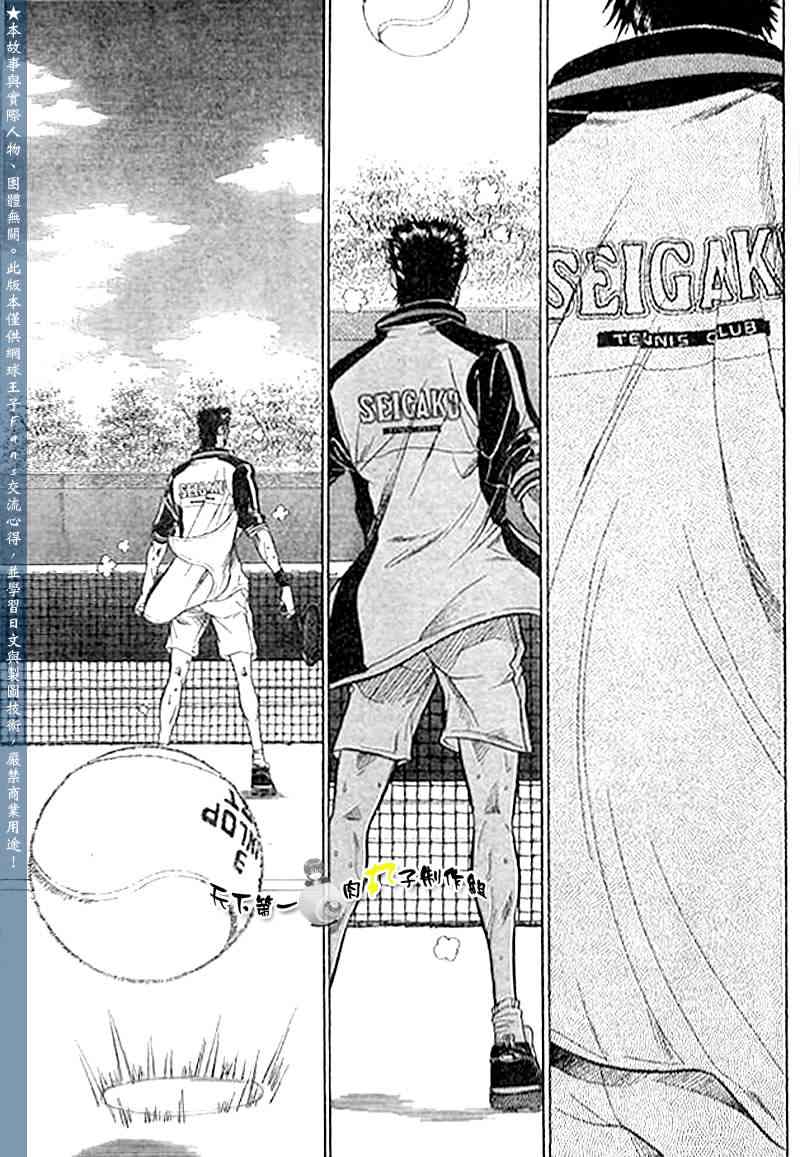 ★本故事與實際人物、團體無關。此版本僅供網球王子Fans交流心得，並學習日文與製圖技術，嚴禁商業用途！
SEIGAKU
TENNIS CLUB
SEIGAKU
SEIGAKU
DUNLOP
3
天下第一
肉丸子制作組